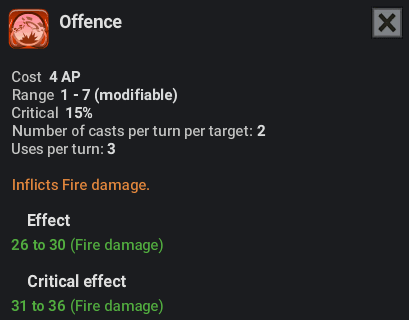 Offence
Cost 4 AP
Range 1 - 7 (modifiable)
Critical 15%
Number of casts per turn per target: 2
Uses per turn: 3
Inflicts Fire damage.
Effect
26 to 30 (Fire damage)
Critical effect
31 to 36 (Fire damage)